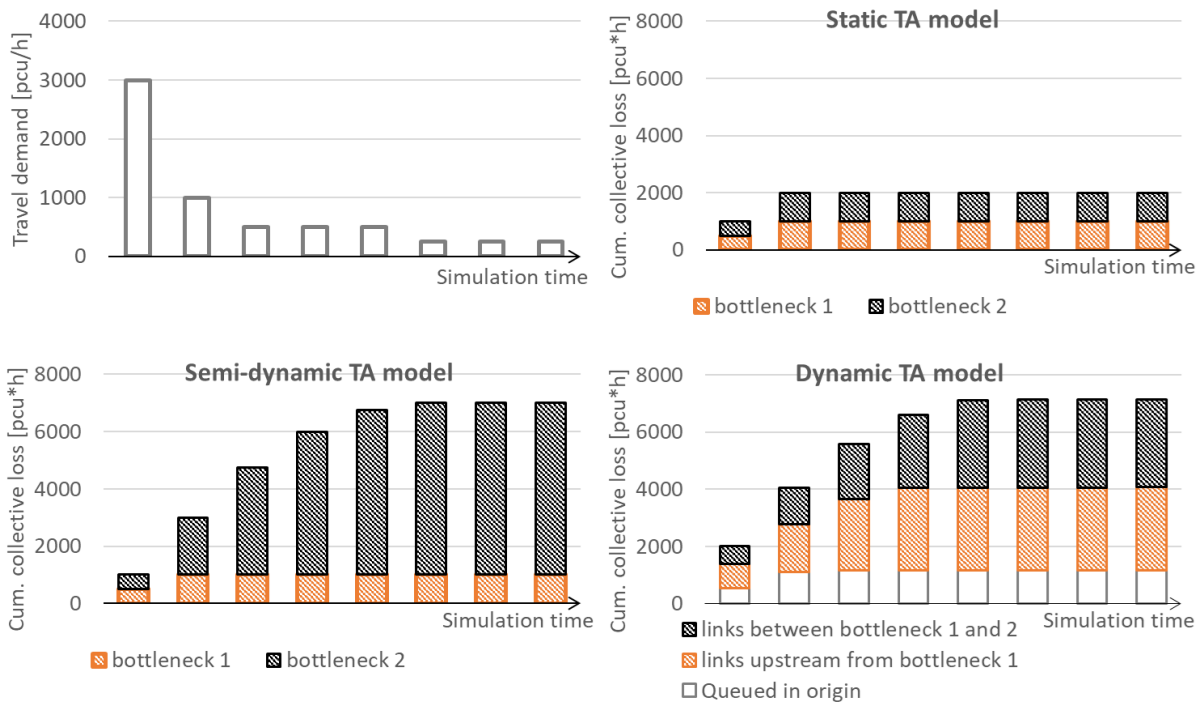 Travel demand [pcu/h]
4000
3000
2000
1000
0
Simulation time
Static TA model
Cum. collective loss [pcu*h]
8000
6000
4000
2000
0
Simulation time
bottleneck 1
bottleneck 2
Semi-dynamic TA model
Cum. collective loss [pcu*h]
8000
6000
4000
2000
0
Simulation time
bottleneck 1
bottleneck 2
Dynamic TA model
Cum. collective loss [pcu*h]
8000
6000
4000
2000
0
Simulation time
links between bottleneck 1 and 2
links upstream from bottleneck 1
Queued in origin